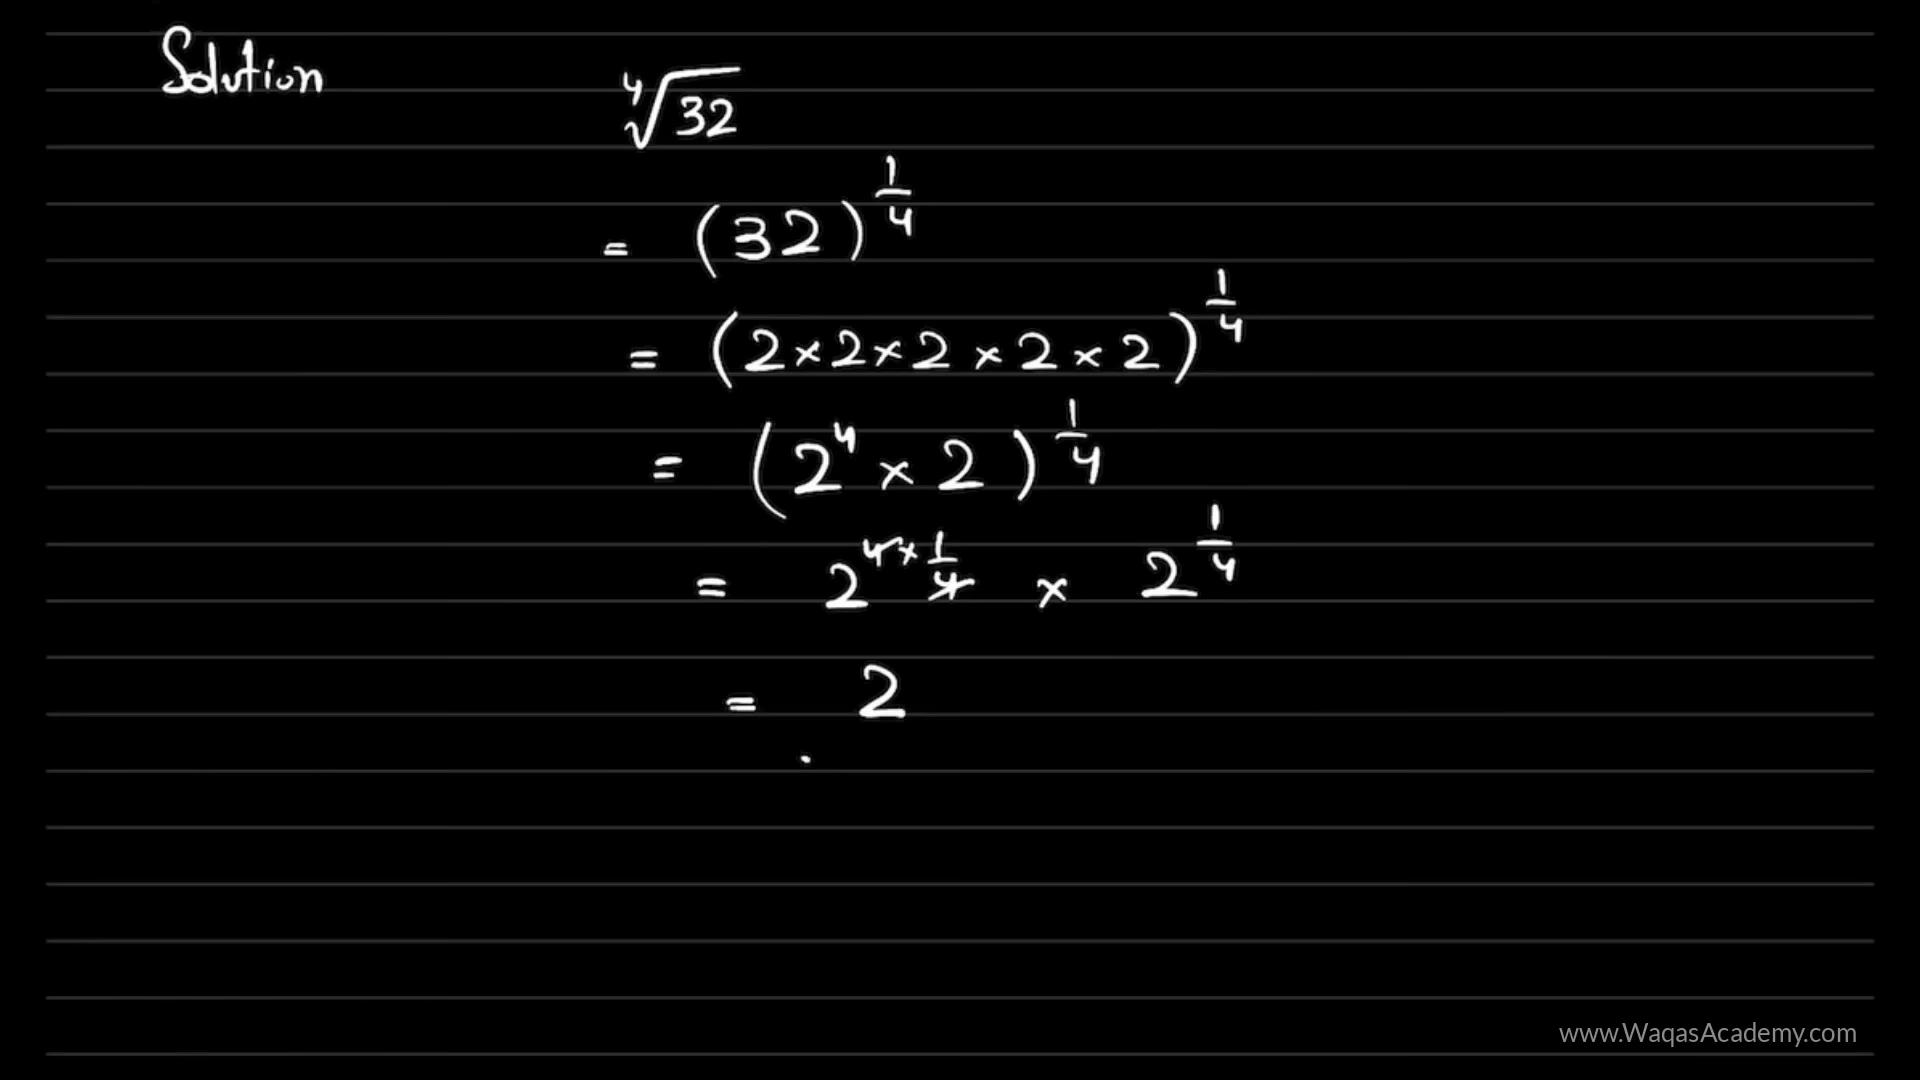 Solution
⁴√32
= (32)^(1/4)
= (2×2×2×2×2)^(1/4)
= (2⁴×2)^(1/4)
= 2^(4×1/4) × 2^(1/4)
= 2
www.WaqasAcademy.com